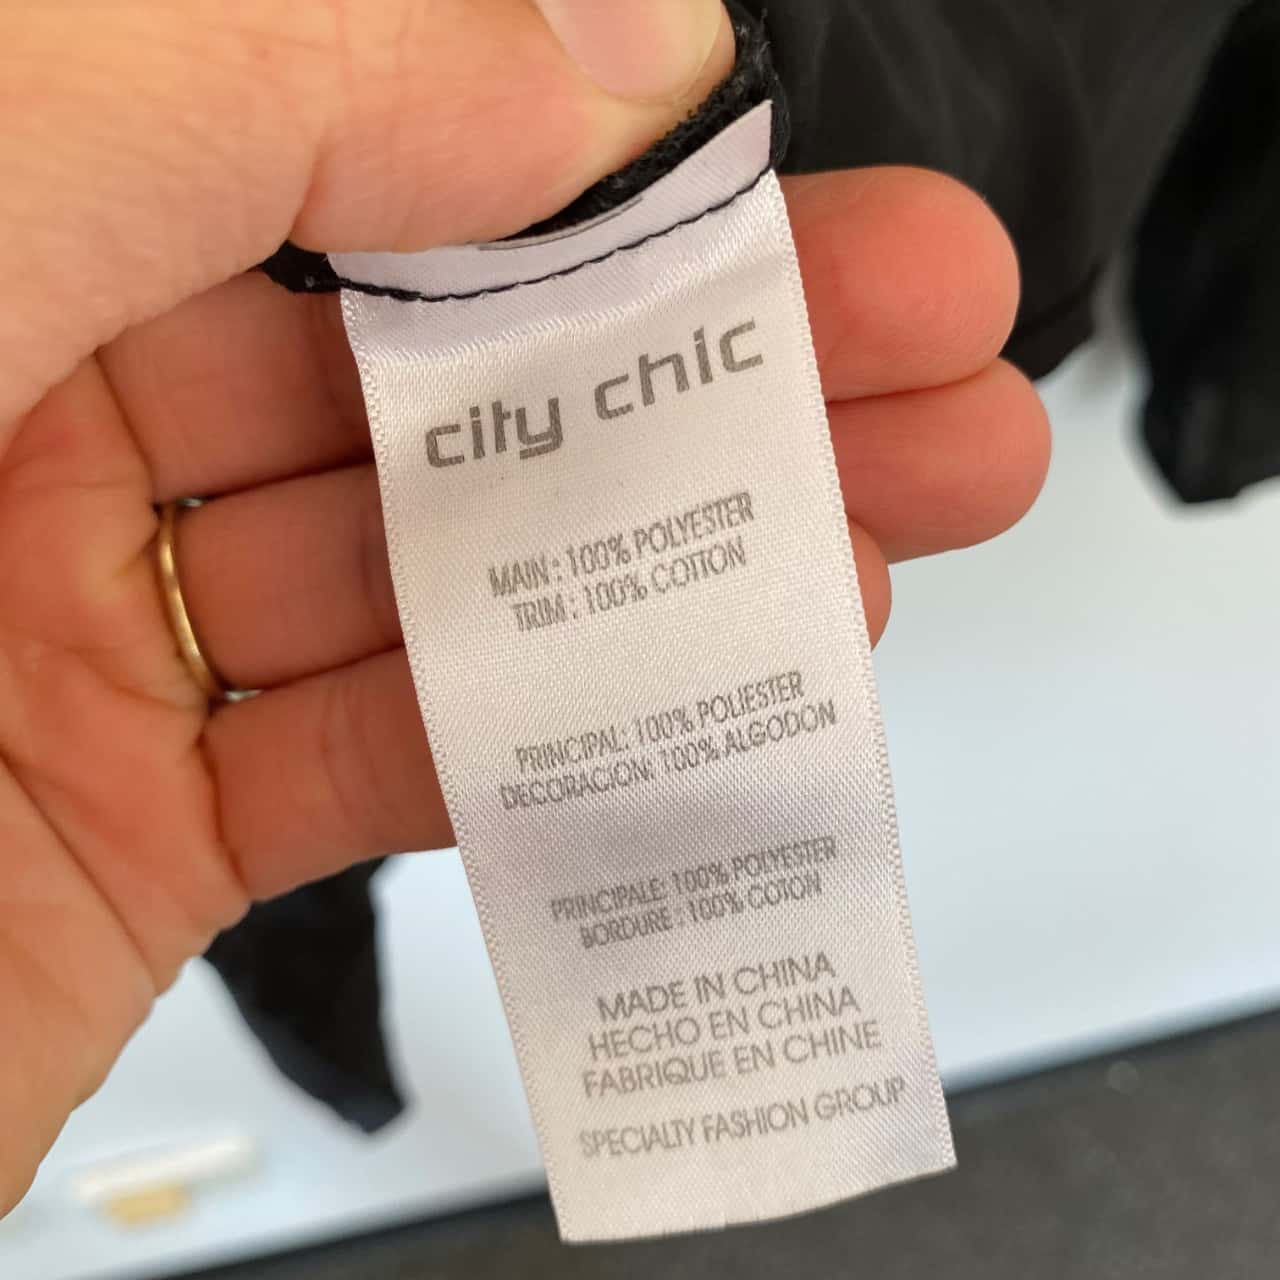 city chic
MAIN : 100% POLYESTER
TRIM : 100% COTTON
PRINCIPAL: 100% POLIESTER
DECORACION: 100% ALGODON
PRINCIPALE: 100% POLYESTER
BORDURE : 100% COTON
MADE IN CHINA
HECHO EN CHINA
FABRIQUE EN CHINE
SPECIALTY FASHION GROUP